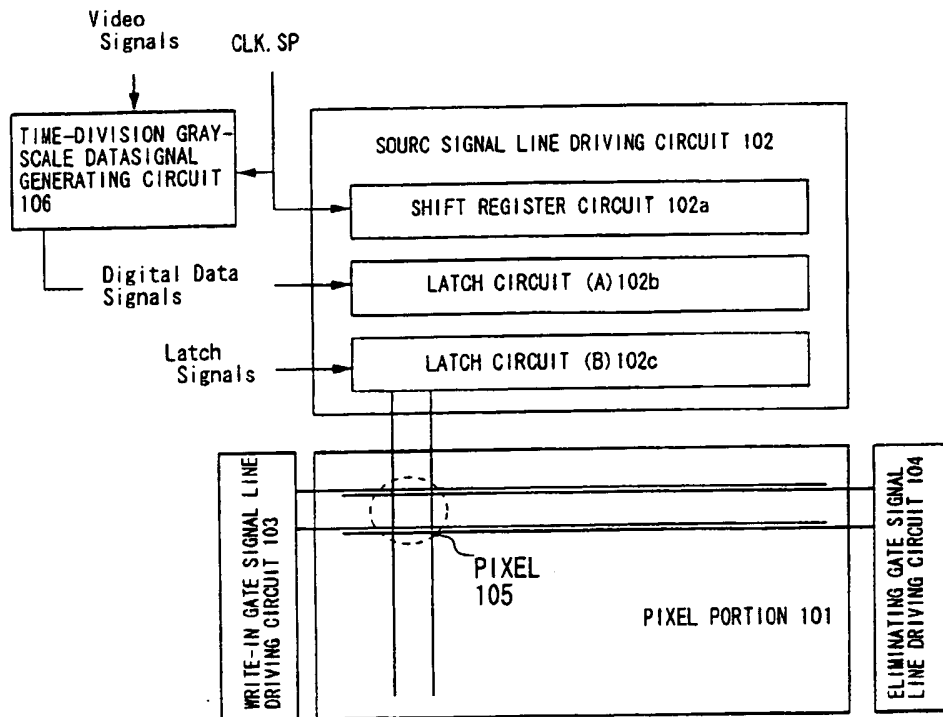 Video
Signals
CLK. SP
TIME-DIVISION GRAY-
SCALE DATASIGNAL
GENERATING CIRCUIT
106
SOURC SIGNAL LINE DRIVING CIRCUIT 102
SHIFT REGISTER CIRCUIT 102a
Digital Data
Signals
LATCH CIRCUIT (A)102b
Latch
Signals
LATCH CIRCUIT (B)102c
WRITE-IN GATE SIGNAL LINE
DRIVING CIRCUIT 103
PIXEL
105
PIXEL PORTION 101
ELIMINATING GATE SIGNAL
LINE DRIVING CIRCUIT 104